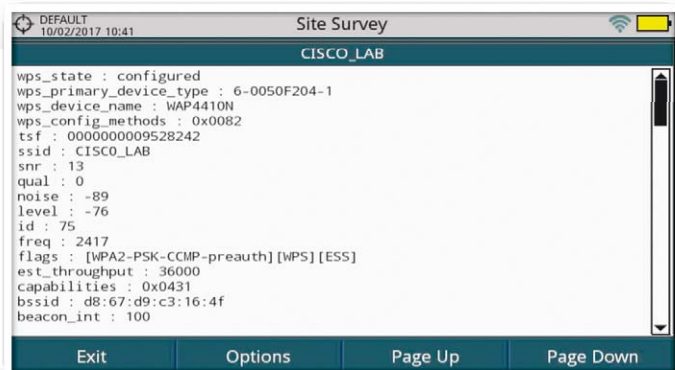 DEFAULT
10/02/2017 10:41
Site Survey
CISCO_LAB
wps_state : configured
wps_primary_device_type : 6-0050F204-1
wps_device_name : WAP4410N
wps_config_methods : 0x0082
tsf : 0000000009528242
ssid : CISCO_LAB
snr : 13
qual : 0
noise : -89
level : -76
id : 75
freq : 2417
flags : [WPA2-PSK-CCMP-preauth][WPS][ESS]
est_throughput : 36000
capabilities : 0x0431
bssid : d8:67:d9:c3:16:4f
beacon_int : 100
Exit Options Page Up Page Down